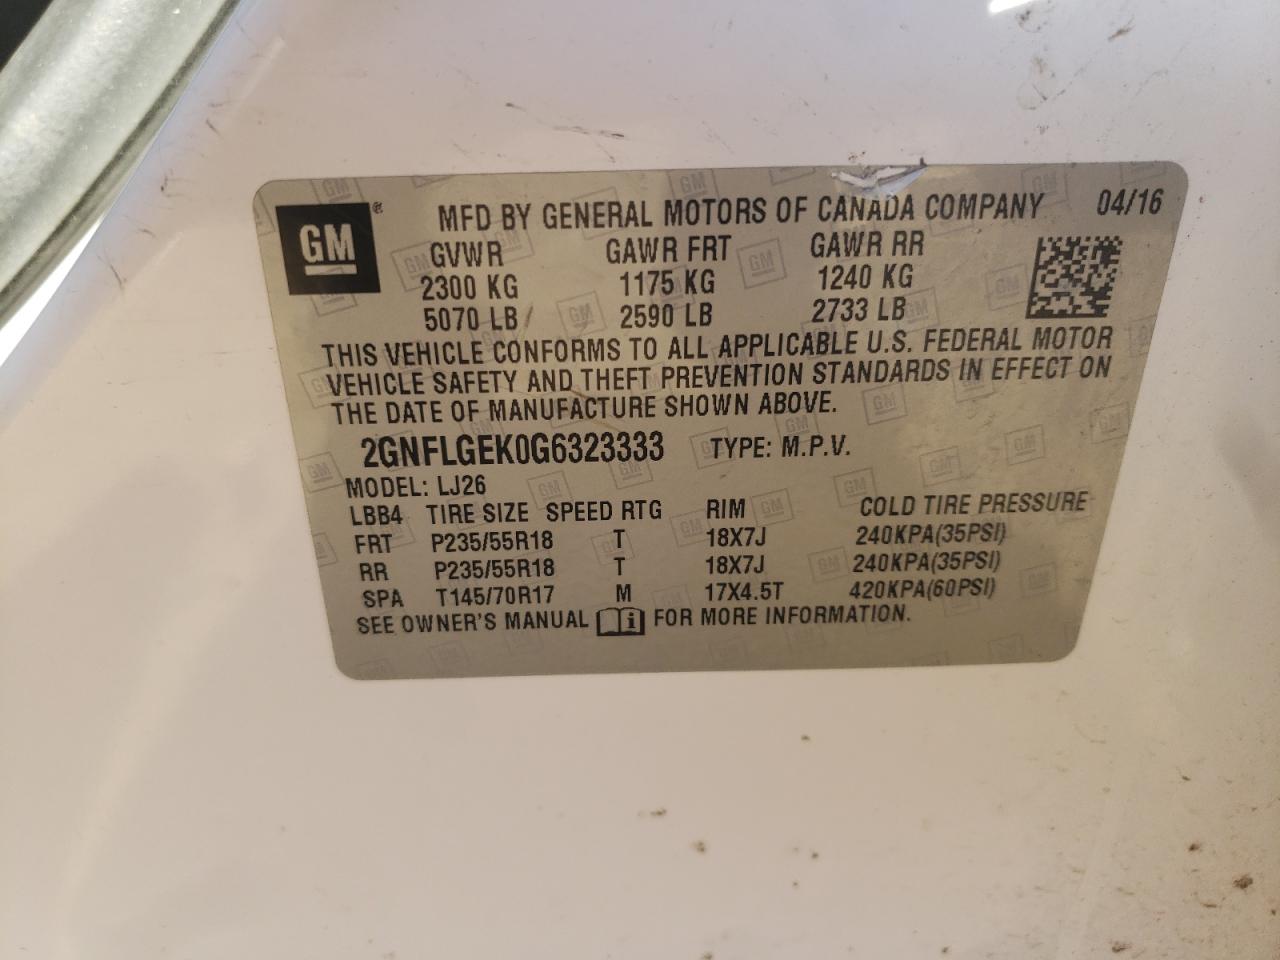 GM ®
MFD BY GENERAL MOTORS OF CANADA COMPANY 04/16
GVWR GAWR FRT GAWR RR
2300 KG 1175 KG 1240 KG
5070 LB 2590 LB 2733 LB
THIS VEHICLE CONFORMS TO ALL APPLICABLE U.S. FEDERAL MOTOR
VEHICLE SAFETY AND THEFT PREVENTION STANDARDS IN EFFECT ON
THE DATE OF MANUFACTURE SHOWN ABOVE.
2GNFLGEK0G6323333 TYPE: M.P.V.
MODEL: LJ26
LBB4 TIRE SIZE SPEED RTG RIM COLD TIRE PRESSURE
FRT P235/55R18 T 18X7J 240KPA(35PSI)
RR P235/55R18 T 18X7J 240KPA(35PSI)
SPA T145/70R17 M 17X4.5T 420KPA(60PSI)
SEE OWNER'S MANUAL i FOR MORE INFORMATION.